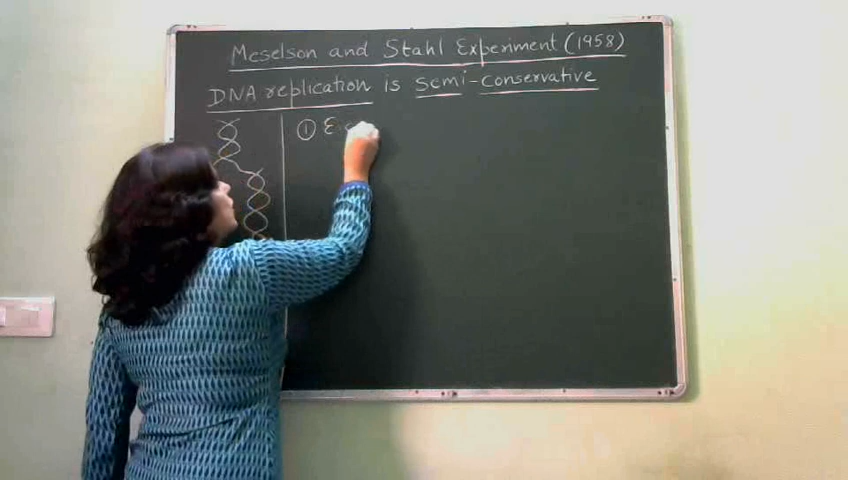 Meselson and Stahl Experiment (1958)
DNA replication is Semi-conservative
① E